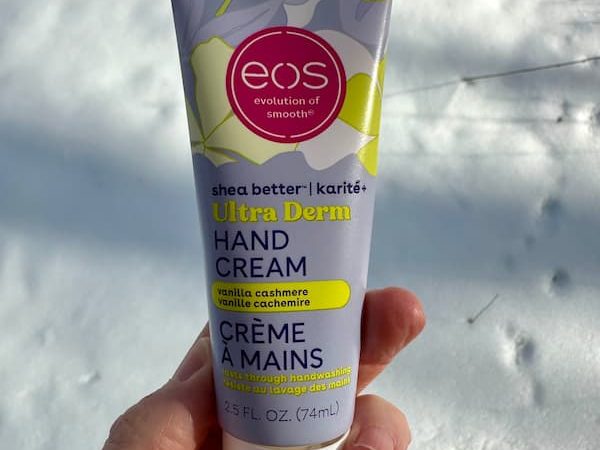 eos
evolution of
smooth®
shea better™ | karité+
Ultra Derm
HAND
CREAM
vanilla cashmere
vanille cachemire
CRÈME
À MAINS
lasts through handwashing
résiste au lavage des mains
2.5 FL. OZ. (74mL)